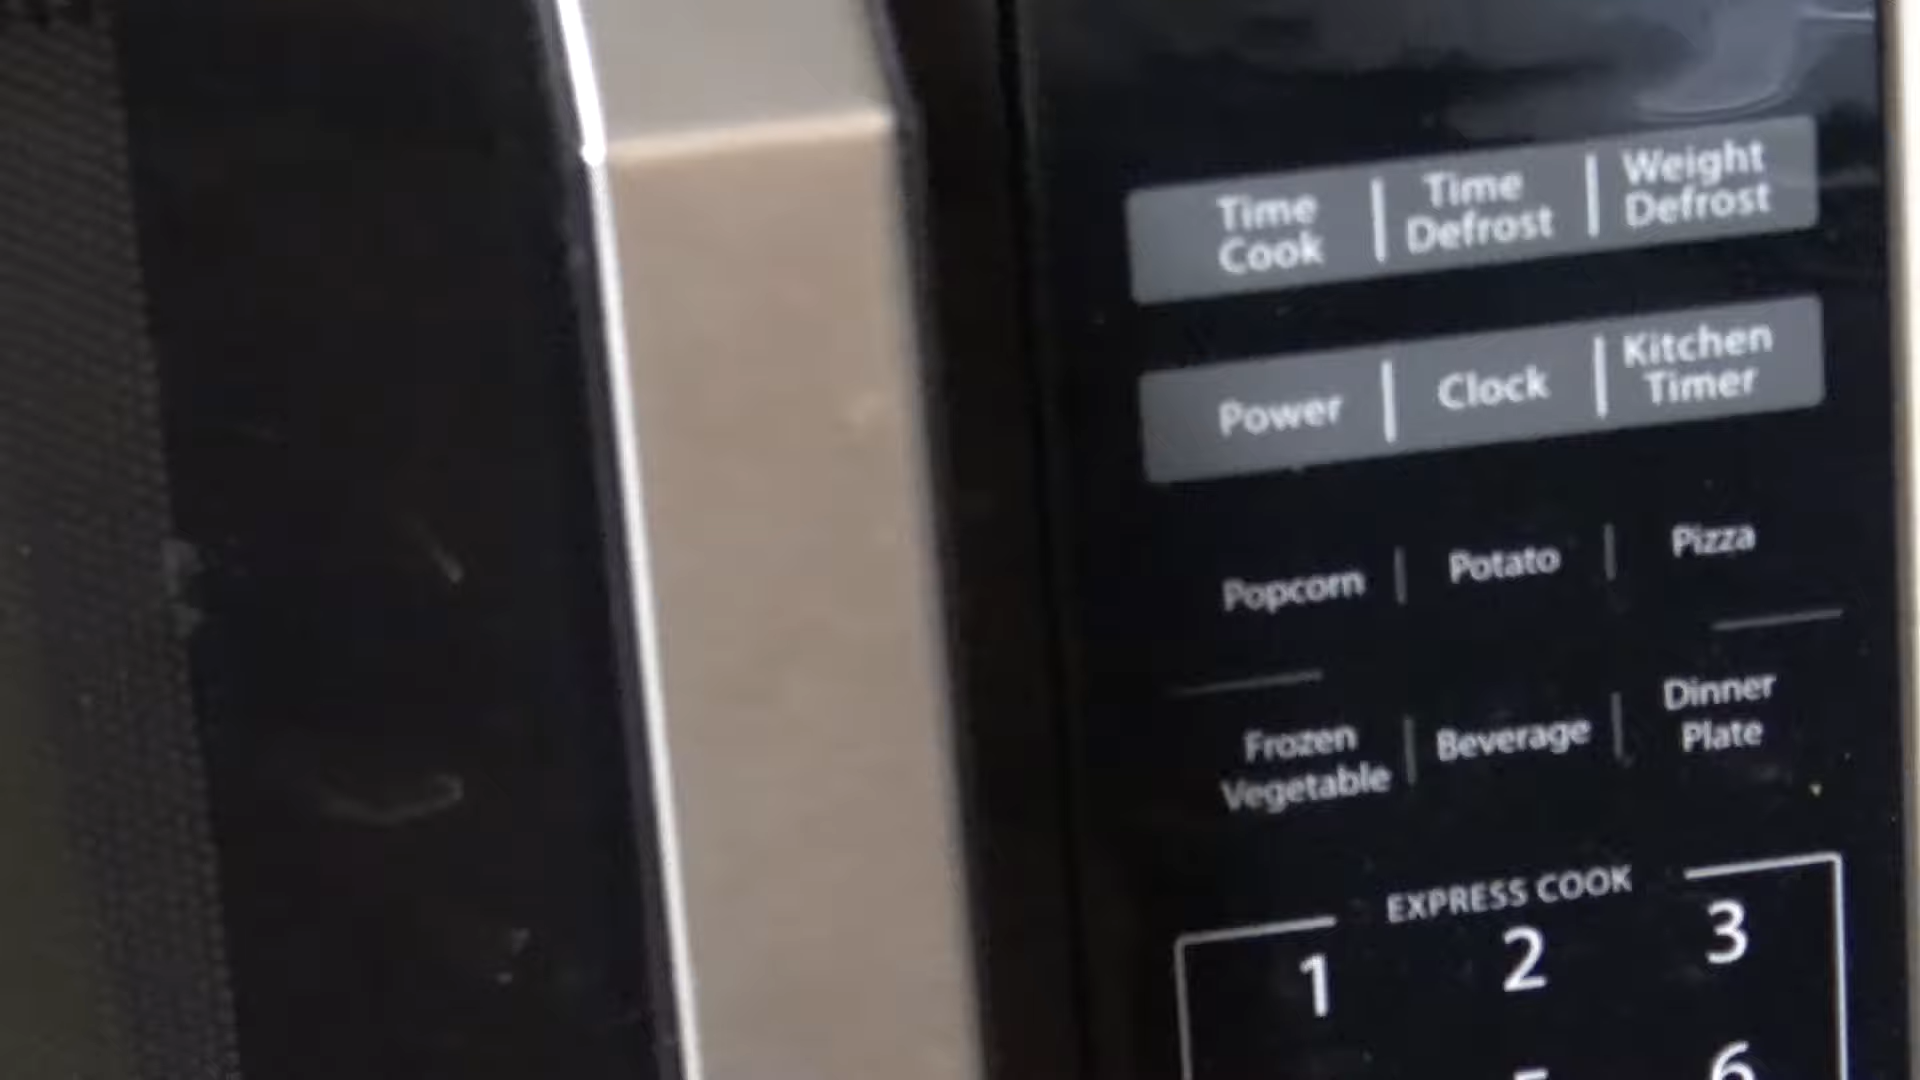 Time Cook | Time Defrost | Weight Defrost
Power | Clock | Kitchen Timer
Popcorn | Potato | Pizza
Frozen Vegetable | Beverage | Dinner Plate
EXPRESS COOK
1 2 3
6